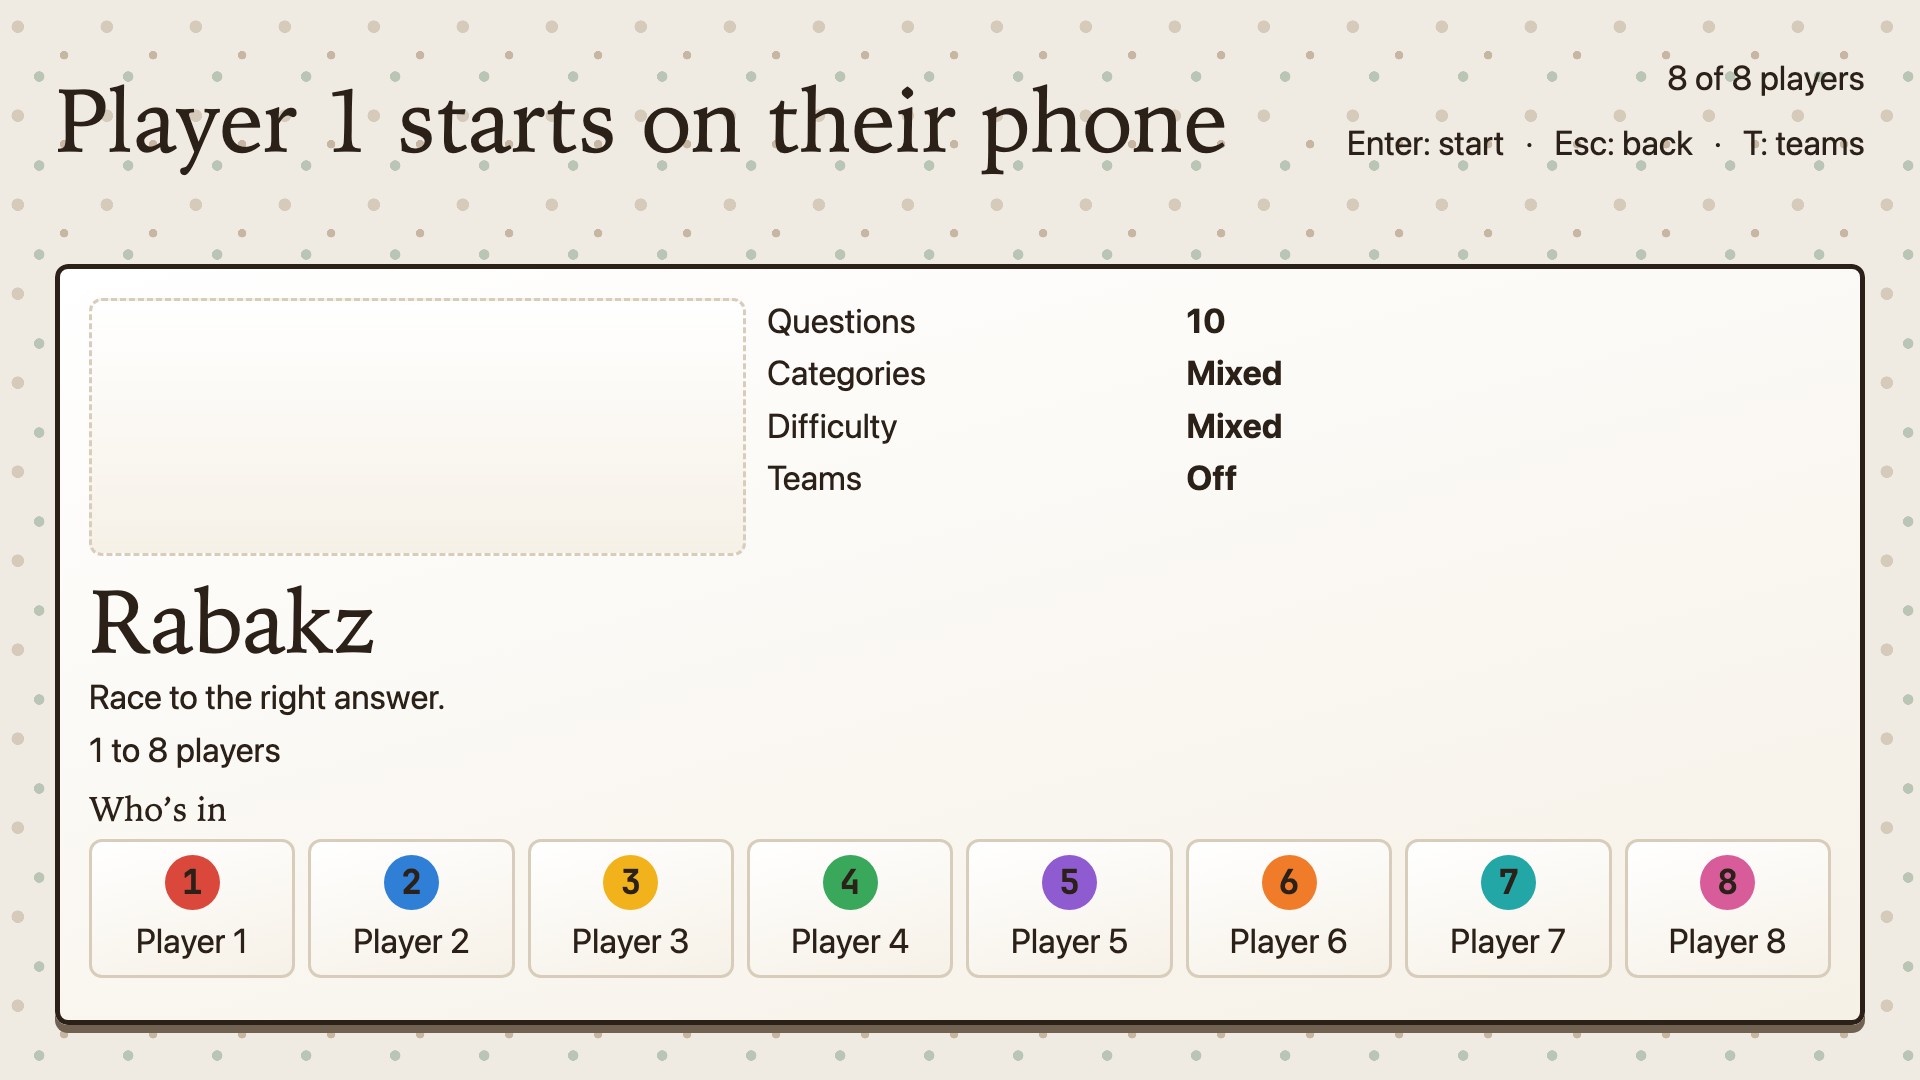 Player 1 starts on their phone
8 of 8 players
Enter: start · Esc: back · T: teams
Questions 10
Categories Mixed
Difficulty Mixed
Teams Off
Rabakz
Race to the right answer.
1 to 8 players
Who’s in
1 2 3 4 5 6 7 8
Player 1 Player 2 Player 3 Player 4 Player 5 Player 6 Player 7 Player 8